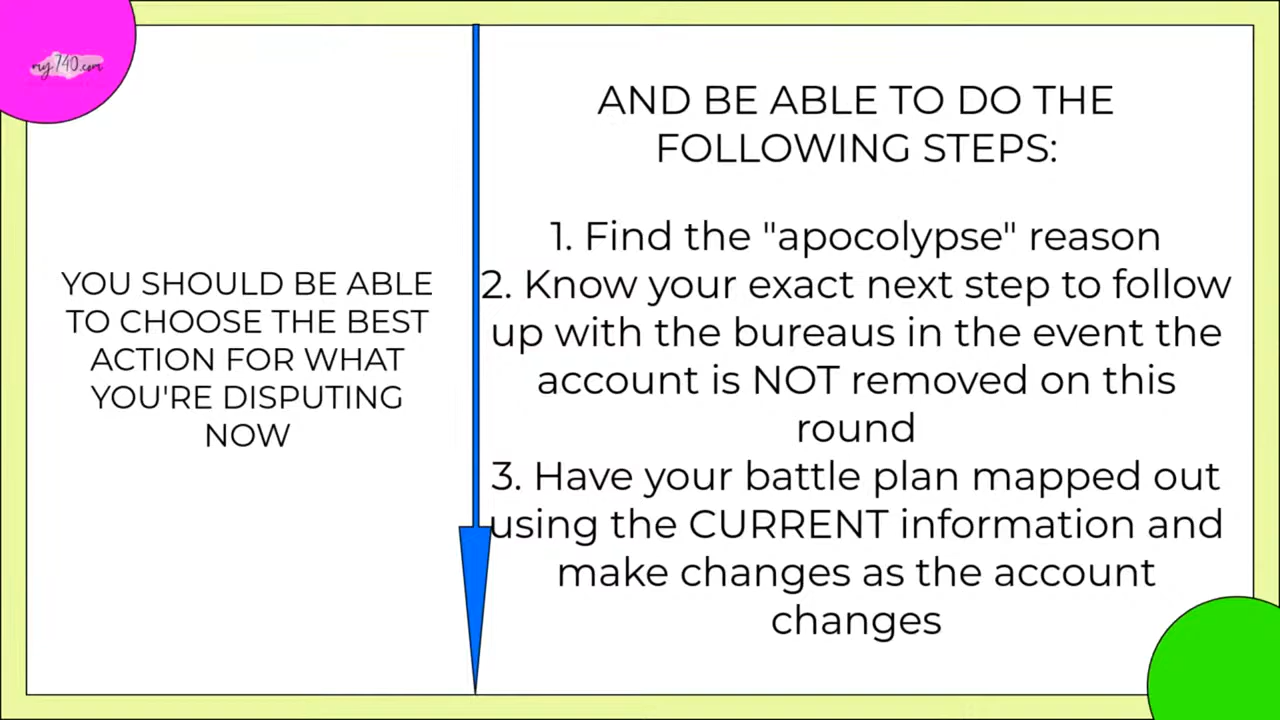 my740.com
YOU SHOULD BE ABLE
TO CHOOSE THE BEST
ACTION FOR WHAT
YOU'RE DISPUTING
NOW
AND BE ABLE TO DO THE
FOLLOWING STEPS:
1. Find the "apocolypse" reason
2. Know your exact next step to follow
up with the bureaus in the event the
account is NOT removed on this
round
3. Have your battle plan mapped out
using the CURRENT information and
make changes as the account
changes